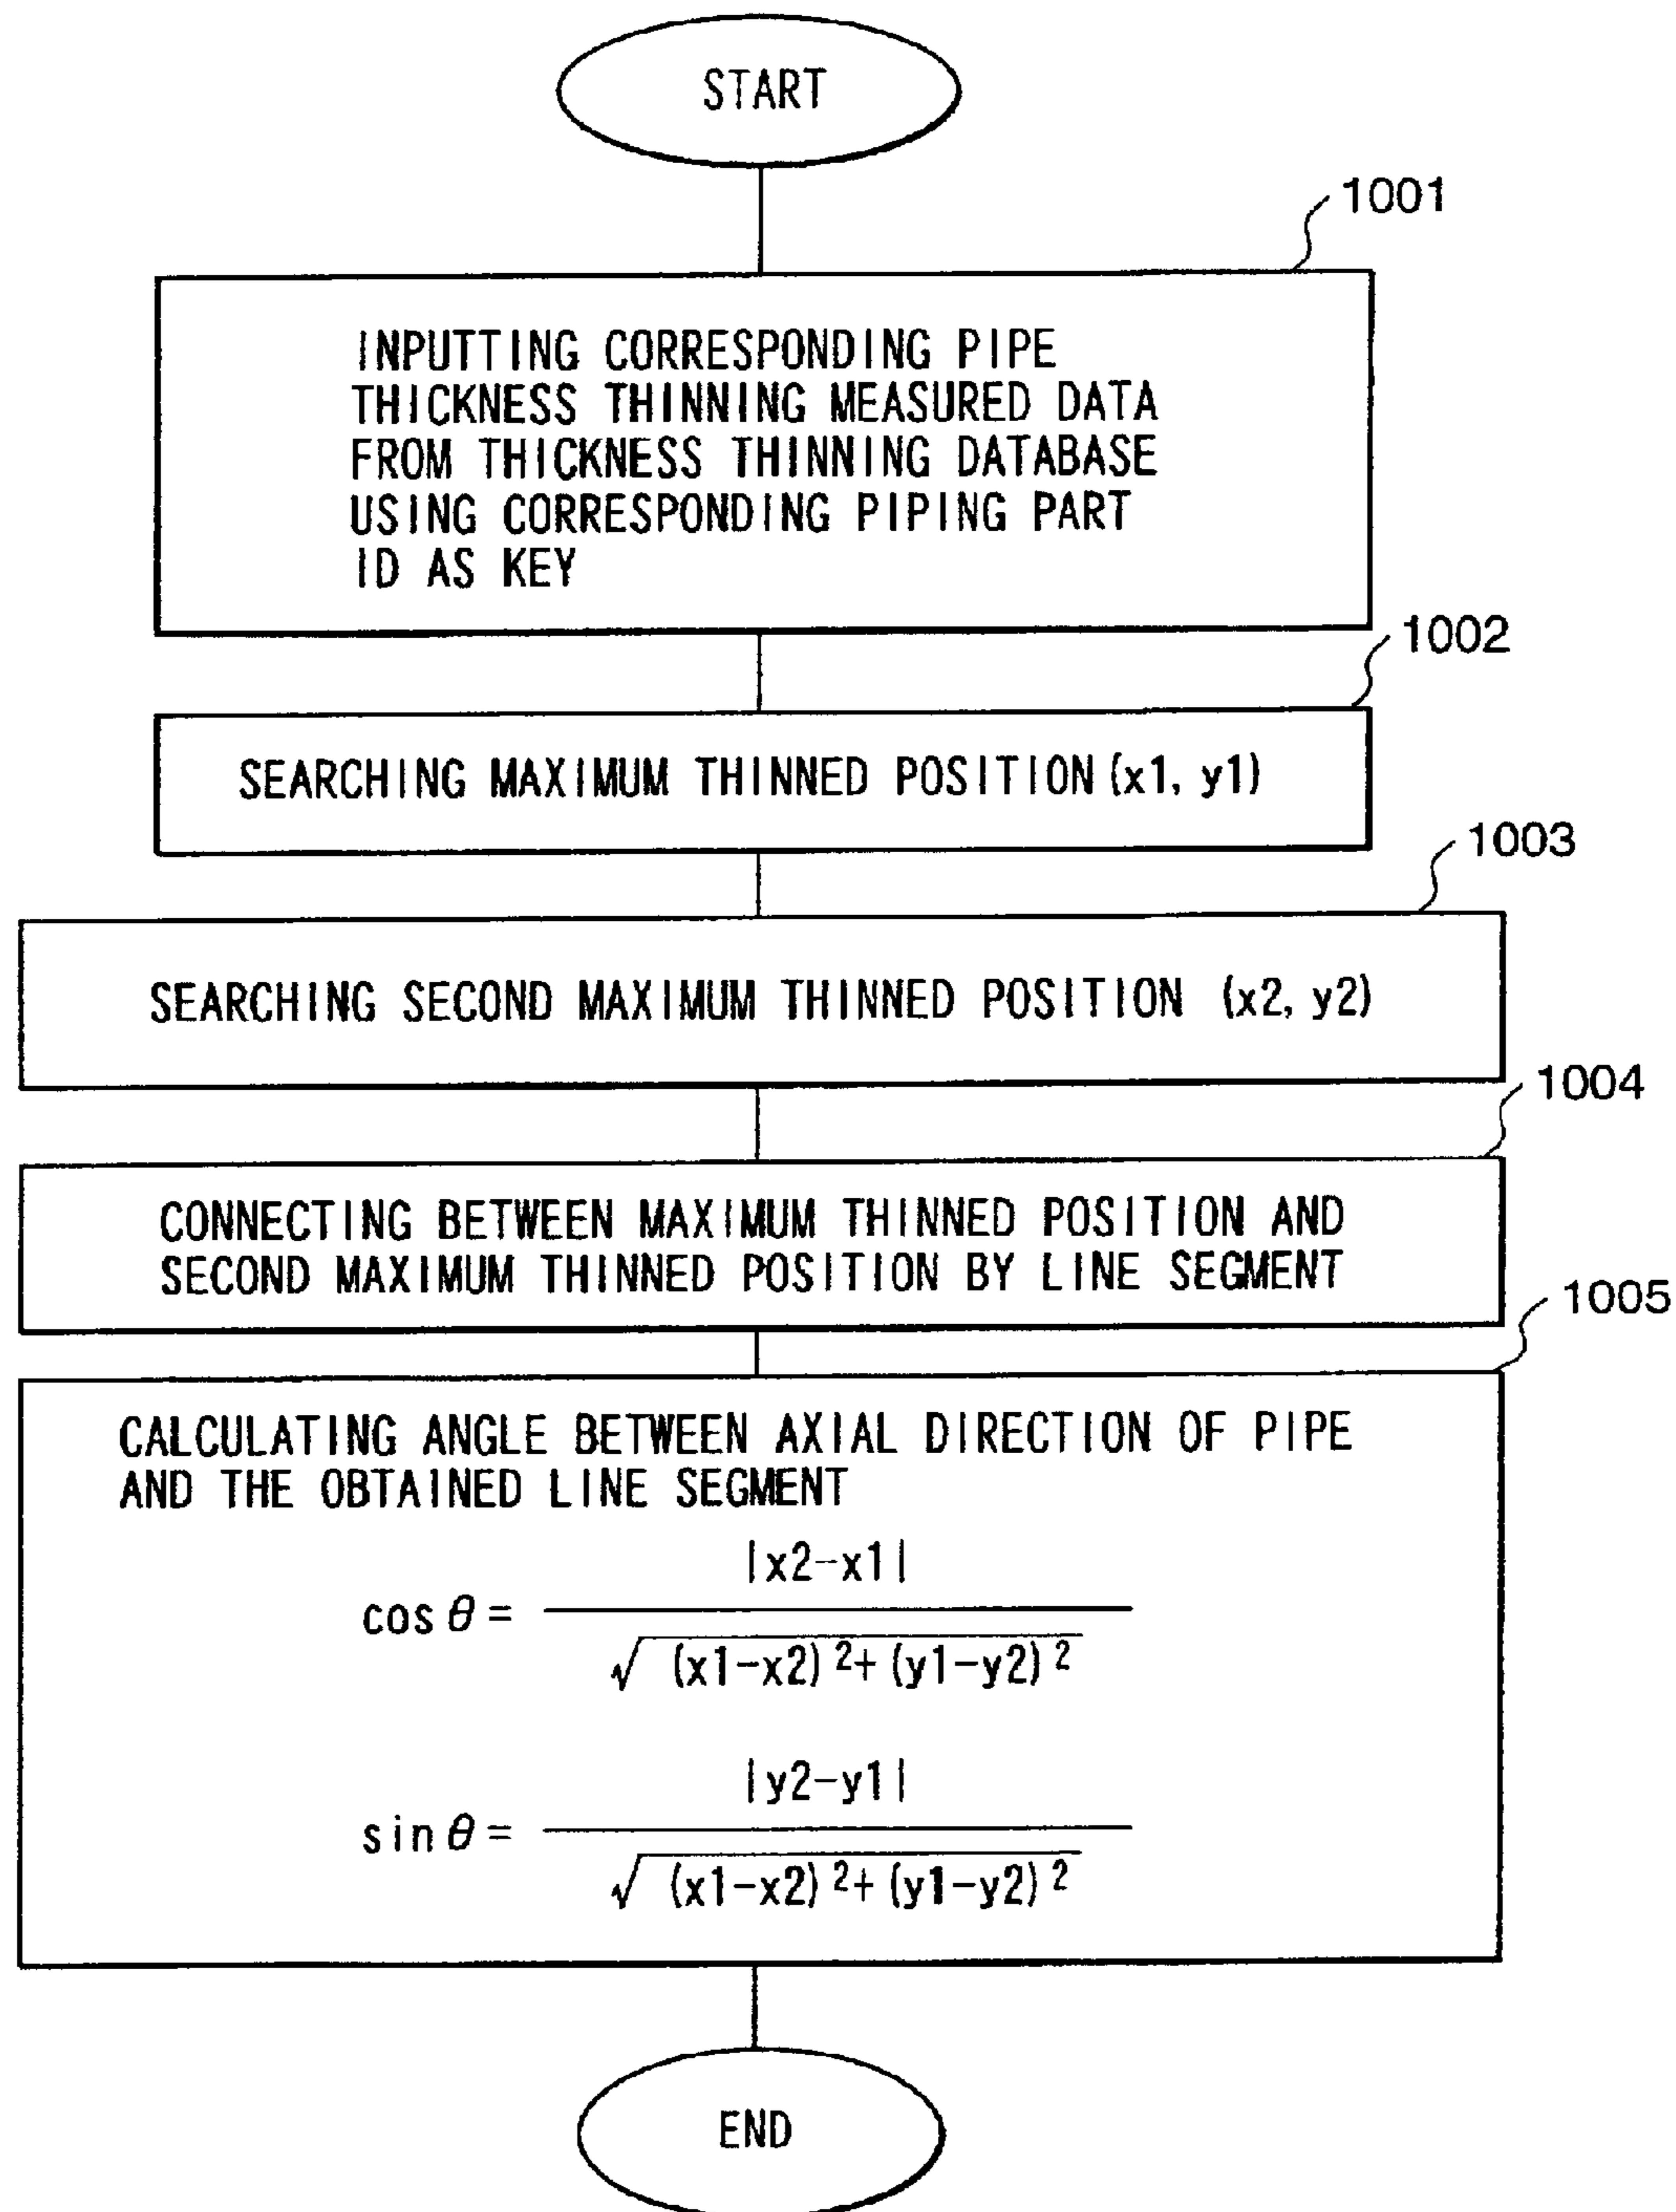 START
1001
INPUTTING CORRESPONDING PIPE
THICKNESS THINNING MEASURED DATA
FROM THICKNESS THINNING DATABASE
USING CORRESPONDING PIPING PART
ID AS KEY
1002
SEARCHING MAXIMUM THINNED POSITION (x1, y1)
1003
SEARCHING SECOND MAXIMUM THINNED POSITION (x2, y2)
1004
CONNECTING BETWEEN MAXIMUM THINNED POSITION AND
SECOND MAXIMUM THINNED POSITION BY LINE SEGMENT
1005
CALCULATING ANGLE BETWEEN AXIAL DIRECTION OF PIPE
AND THE OBTAINED LINE SEGMENT
|x2-x1|
cos θ =
√ (x1-x2)²+(y1-y2)²
|y2-y1|
sin θ =
√ (x1-x2)²+(y1-y2)²
END